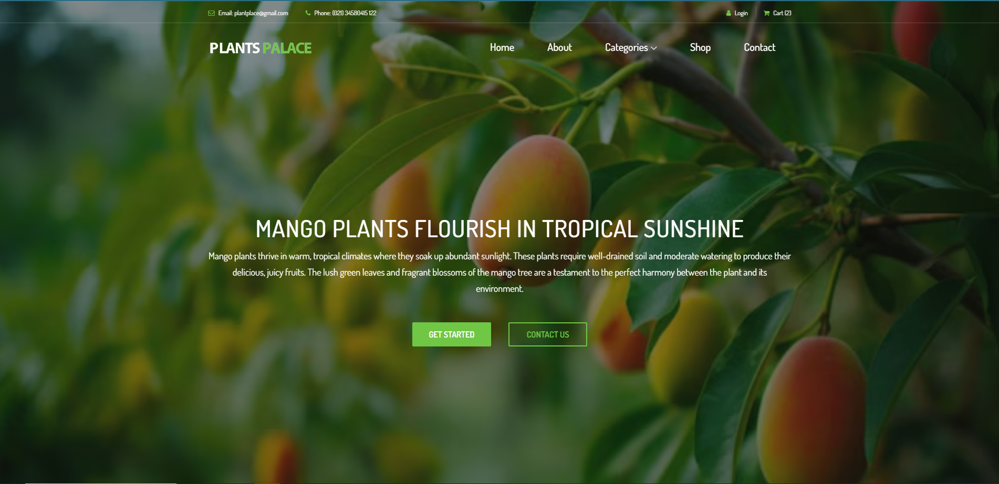 Email: plantplace@gmail.com Phone: (021) 34580415 122 Login Cart (2)
PLANTS PALACE Home About Categories Shop Contact
MANGO PLANTS FLOURISH IN TROPICAL SUNSHINE
Mango plants thrive in warm, tropical climates where they soak up abundant sunlight. These plants require well-drained soil and moderate watering to produce their
delicious, juicy fruits. The lush green leaves and fragrant blossoms of the mango tree are a testament to the perfect harmony between the plant and its
environment.
GET STARTED CONTACT US